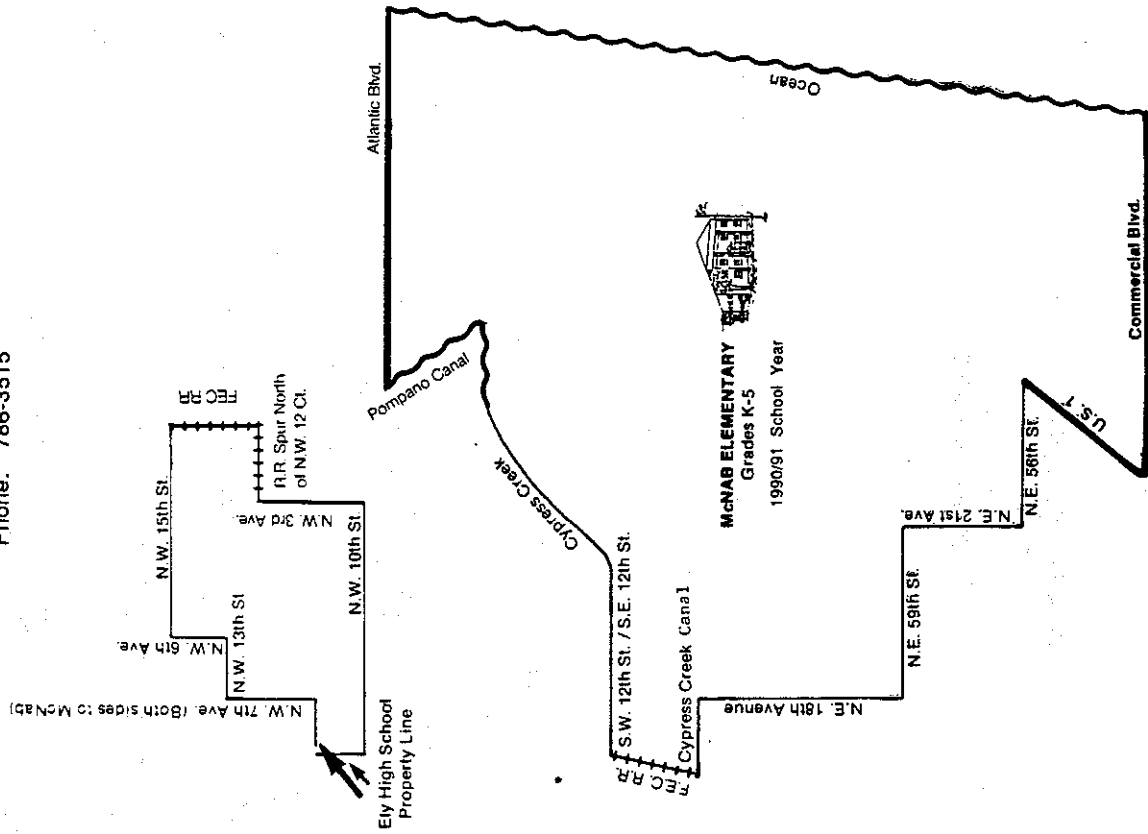 Phone: 786-3515
N.W. 15th St.
FEC RR
R.R. Spur North
of N.W. 12 Ct.
N.W. 6th Ave.
N.W. 13th St.
N.W. 3rd Ave.
N.W. 7th Ave. (Both sides to McNab)
N.W. 10th St.
Ely High School
Property Line
Atlantic Blvd.
Pompano Canal
Ocean
Cypress Creek
S.W. 12th St. / S.E. 12th St.
F.E.C. R.R.
Cypress Creek Canal
McNAB ELEMENTARY
Grades K-5
1990/91 School Year
N.E. 18th Avenue
N.E. 59th St.
N.E. 21st Ave.
N.E. 56th St.
U.S. 1
Commercial Blvd.